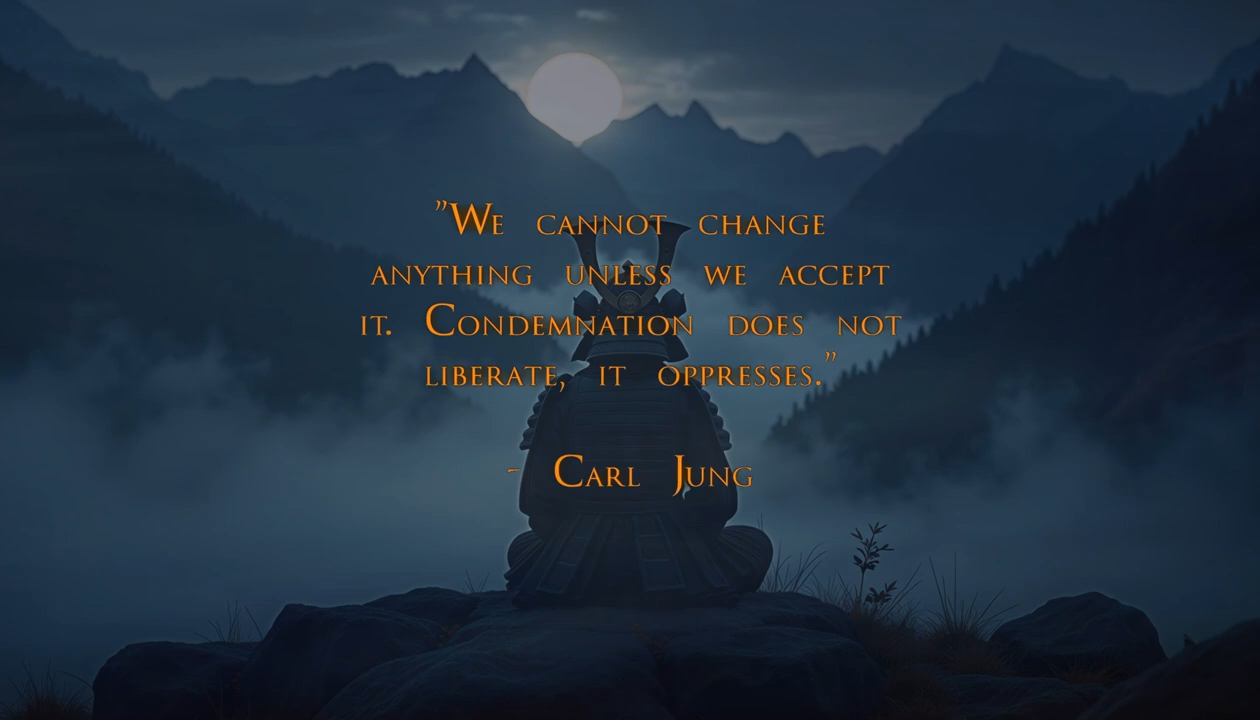 "We cannot change
anything unless we accept
it. Condemnation does not
liberate, it oppresses."
- Carl Jung